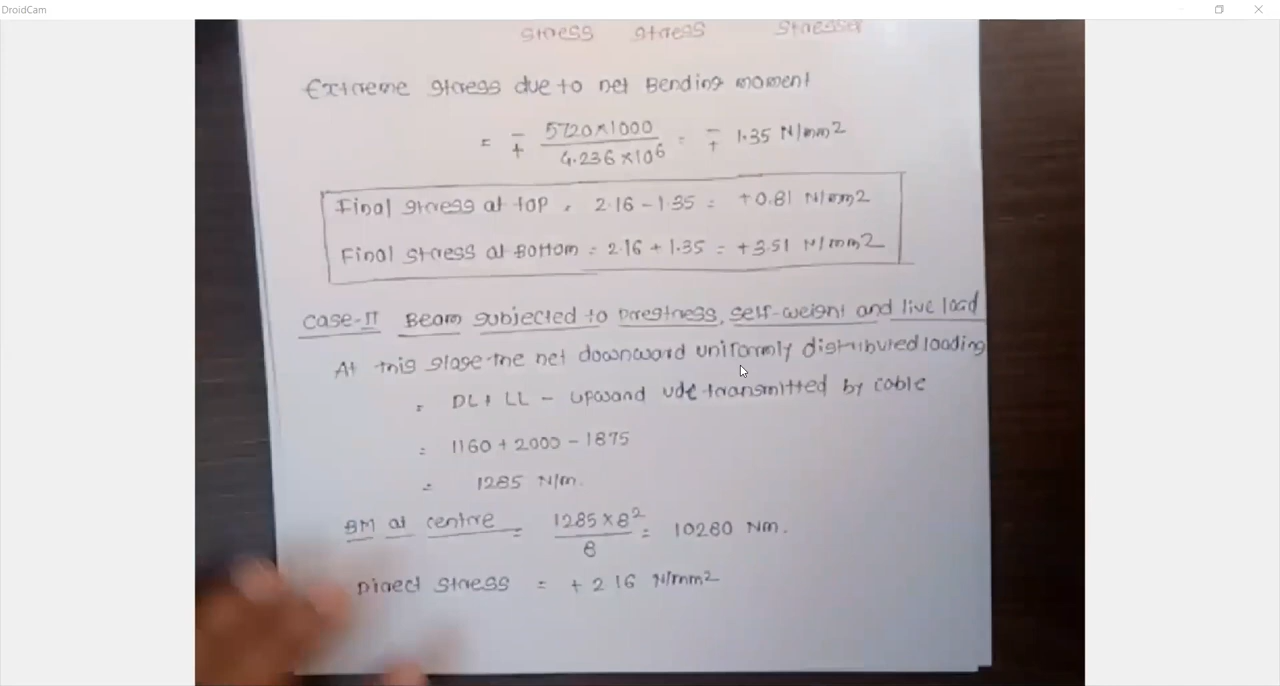 DroidCam
stress stress stresses
Extreme stress due to net Bending moment
= ∓ 5720×1000 / 4.236×10⁶ = ∓ 1.35 N/mm2
Final stress at top = 2.16 - 1.35 = +0.81 N/mm2
Final stress at Bottom = 2.16 + 1.35 = +3.51 N/mm2
Case-II Beam subjected to prestress, self-weight and live load
At this stage the net downward uniformly distributed loading
= DL + LL - upward udl transmitted by cable
= 1160 + 2000 - 1875
= 1285 N/m.
BM at centre = 1285×8² / 8 = 10280 Nm.
Direct stress = + 2.16 N/mm2